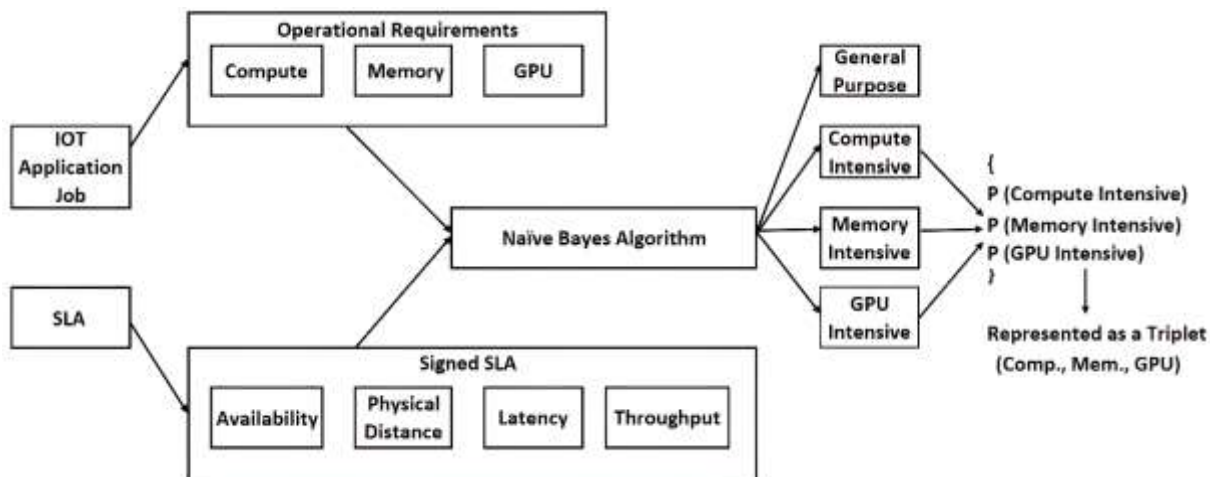 Operational Requirements
Compute
Memory
GPU
IOT
Application
Job
SLA
Signed SLA
Availability
Physical
Distance
Latency
Throughput
Naïve Bayes Algorithm
General
Purpose
Compute
Intensive
Memory
Intensive
GPU
Intensive
{
P (Compute Intensive)
P (Memory Intensive)
P (GPU Intensive)
}
Represented as a Triplet
(Comp., Mem., GPU)